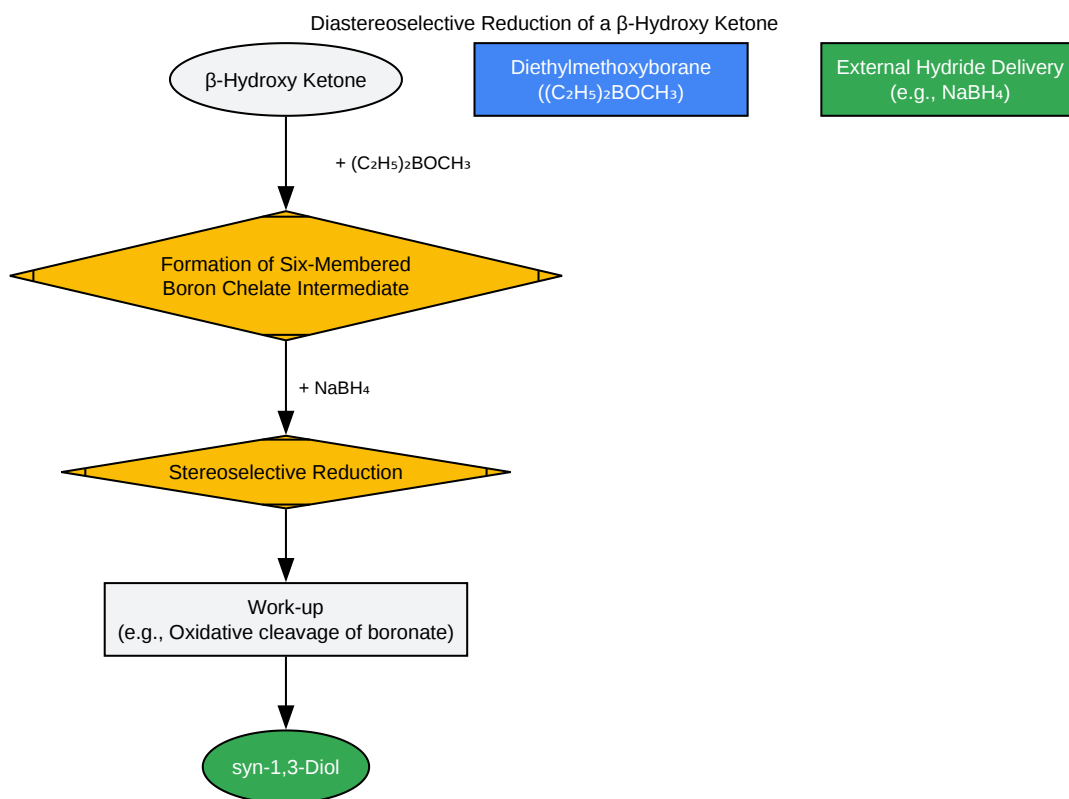 Diastereoselective Reduction of a β-Hydroxy Ketone
β-Hydroxy Ketone
Diethylmethoxyborane
((C₂H₅)₂BOCH₃)
External Hydride Delivery
(e.g., NaBH₄)
+ (C₂H₅)₂BOCH₃
Formation of Six-Membered
Boron Chelate Intermediate
+ NaBH₄
Stereoselective Reduction
Work-up
(e.g., Oxidative cleavage of boronate)
syn-1,3-Diol